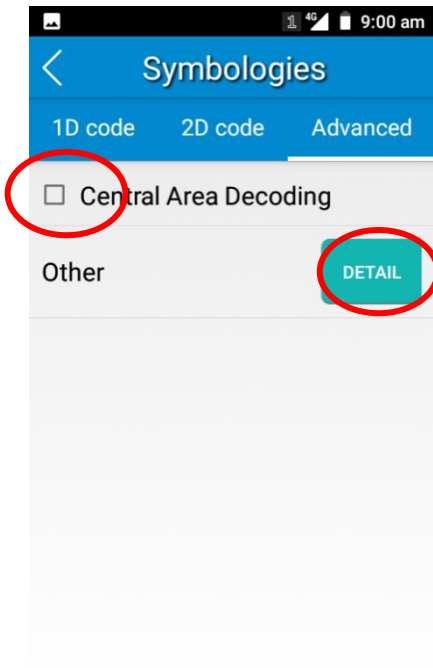 1 4G 9:00 am
Symbologies
1D code 2D code Advanced
Central Area Decoding
Other DETAIL